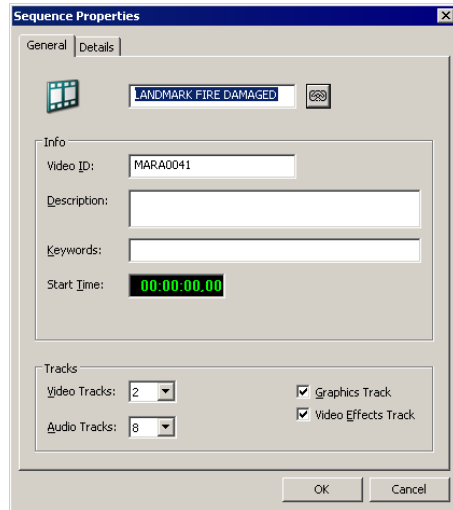 Sequence Properties
General
Details
LANDMARK FIRE DAMAGED
Info
Video ID: MARA0041
Description:
Keywords:
Start Time: 00:00:00,00
Tracks
Video Tracks: 2
Graphics Track
Video Effects Track
Audio Tracks: 8
OK
Cancel